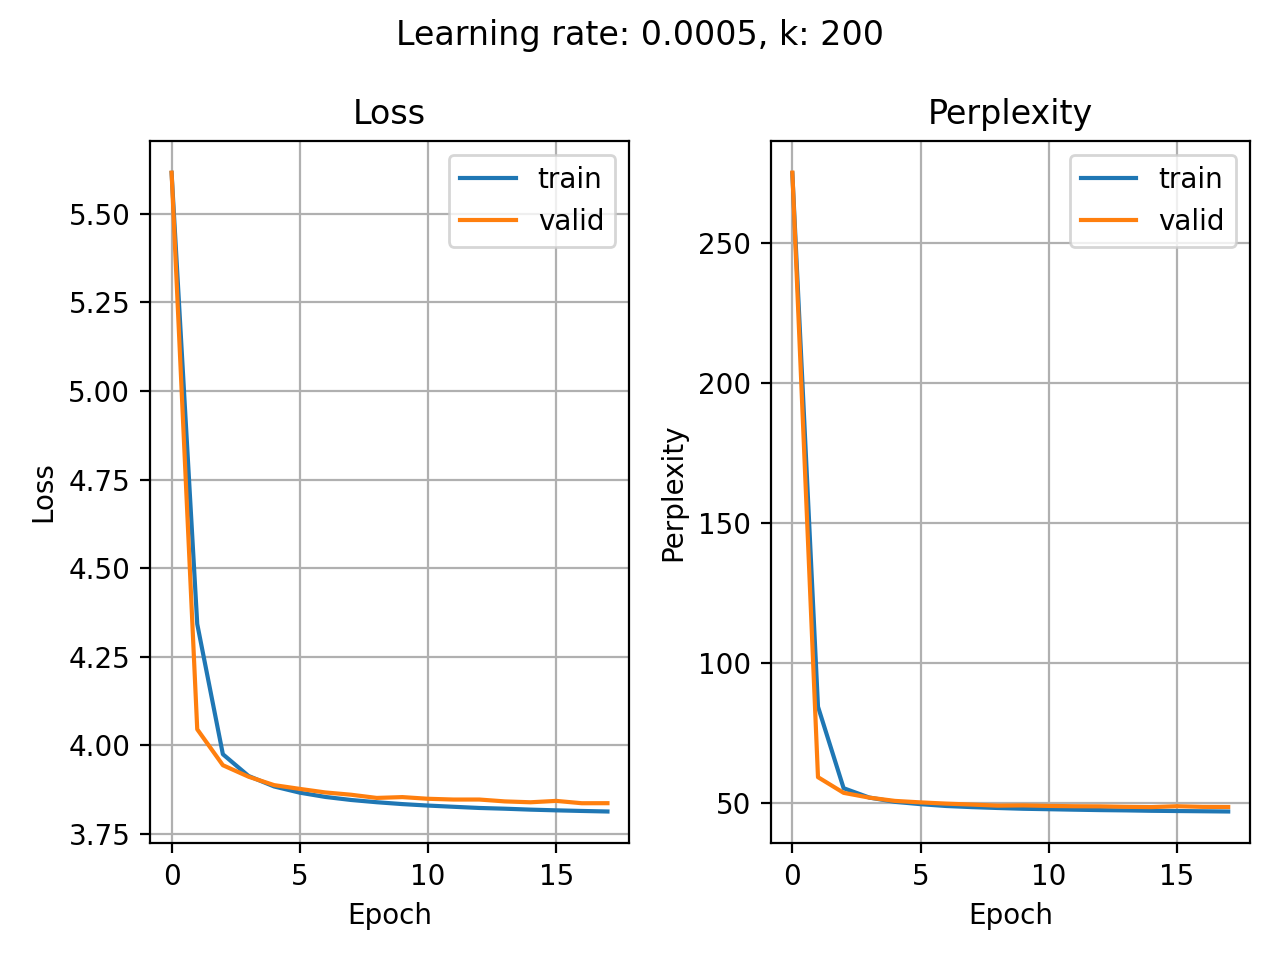 Learning rate: 0.0005, k: 200
Loss
train
valid
5.50
5.25
5.00
4.75
4.50
4.25
4.00
3.75
Loss
0 5 10 15
Epoch
Perplexity
train
valid
250
200
150
100
50
Perplexity
0 5 10 15
Epoch